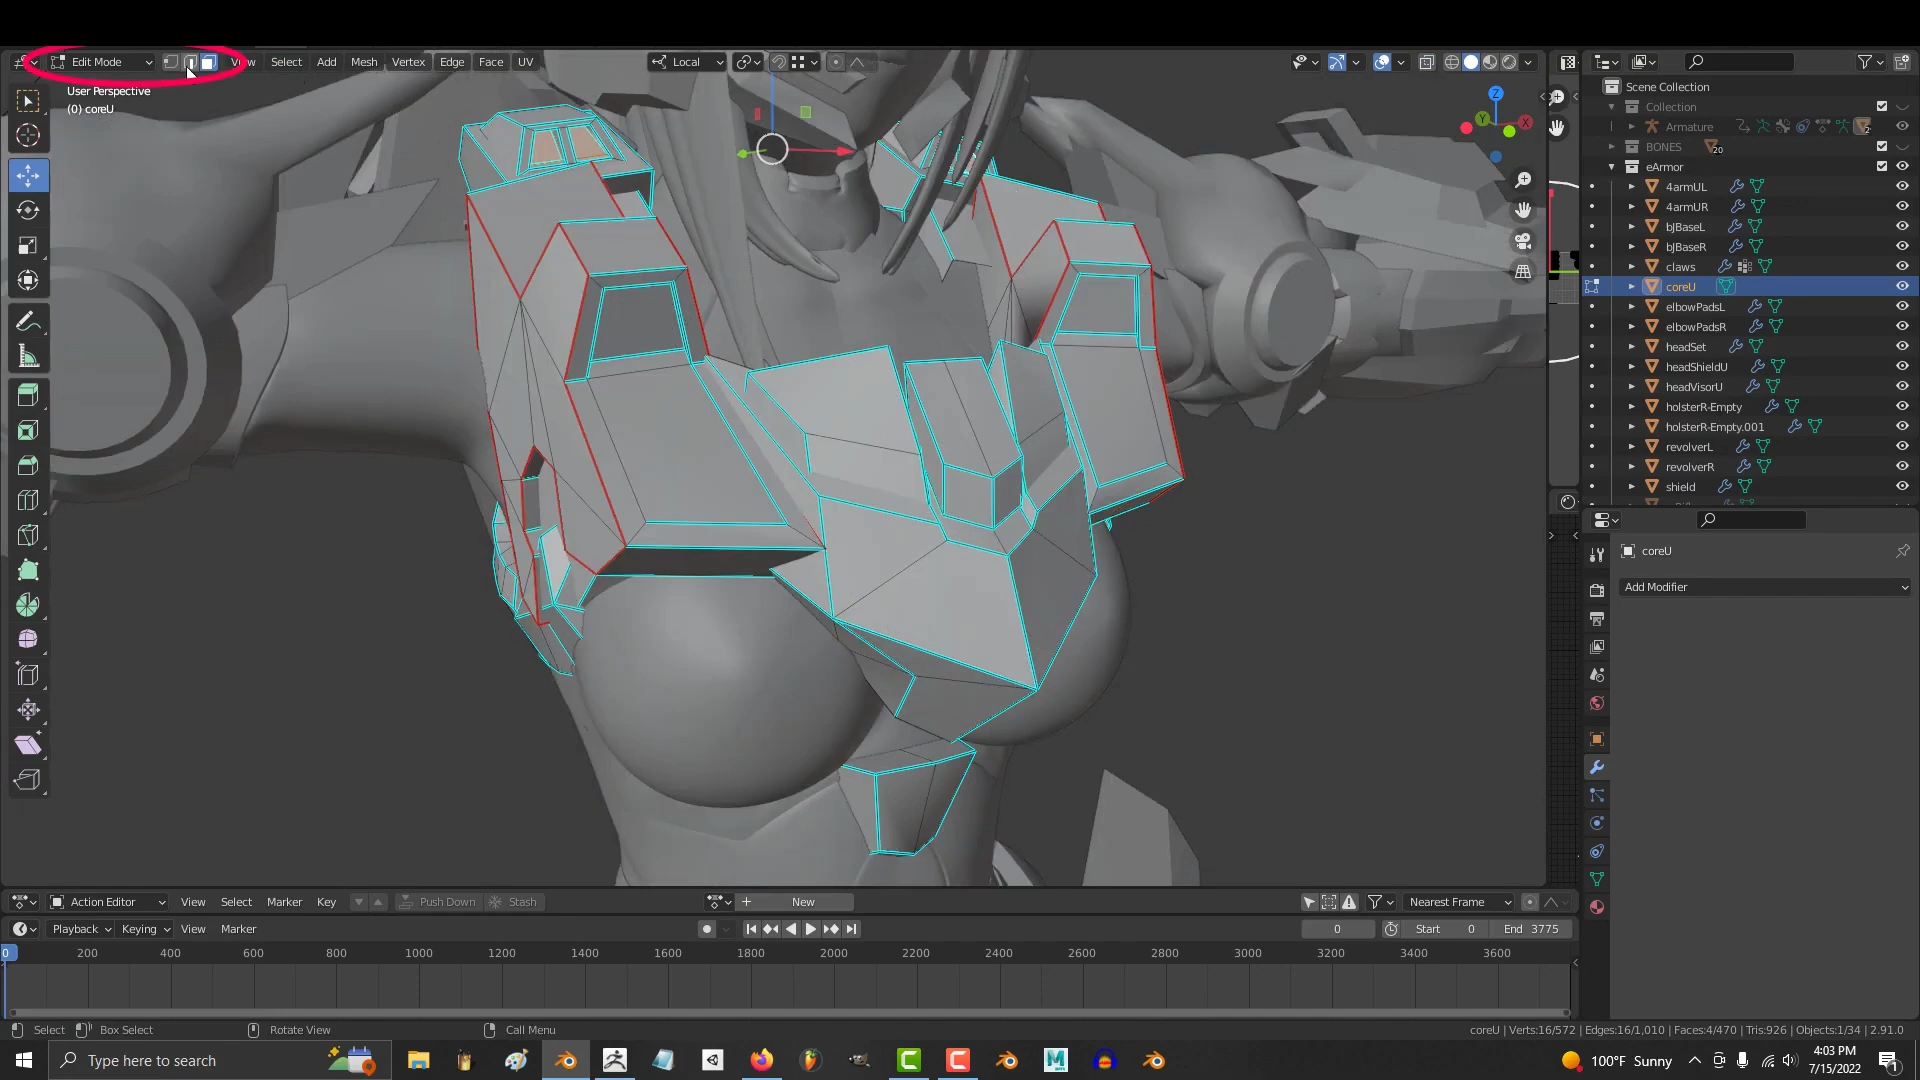 Edit Mode
View Select Add Mesh Vertex Edge Face UV
Local
User Perspective
(0) coreU
Z
Y
X
Scene Collection
Collection
Armature
2
BONES
20
eArmor
4armUL
4armUR
bJBaseL
bJBaseR
claws
coreU
elbowPadsL
elbowPadsR
headSet
headShieldU
headVisorU
holsterR-Empty
holsterR-Empty.001
revolverL
revolverR
shield
coreU
Add Modifier
Action Editor View Select Marker Key Push Down Stash
New
Nearest Frame
Playback Keying View Marker
0 Start 0 End 3775
0 200 400 600 800 1000 1200 1400 1600 1800 2000 2200 2400 2600 2800 3000 3200 3400 3600
Select Box Select Rotate View Call Menu
coreU | Verts:16/572 | Edges:16/1,010 | Faces:4/470 | Tris:926 | Objects:1/34 | 2.91.0
Type here to search
100°F Sunny
4:03 PM
7/15/2022
1